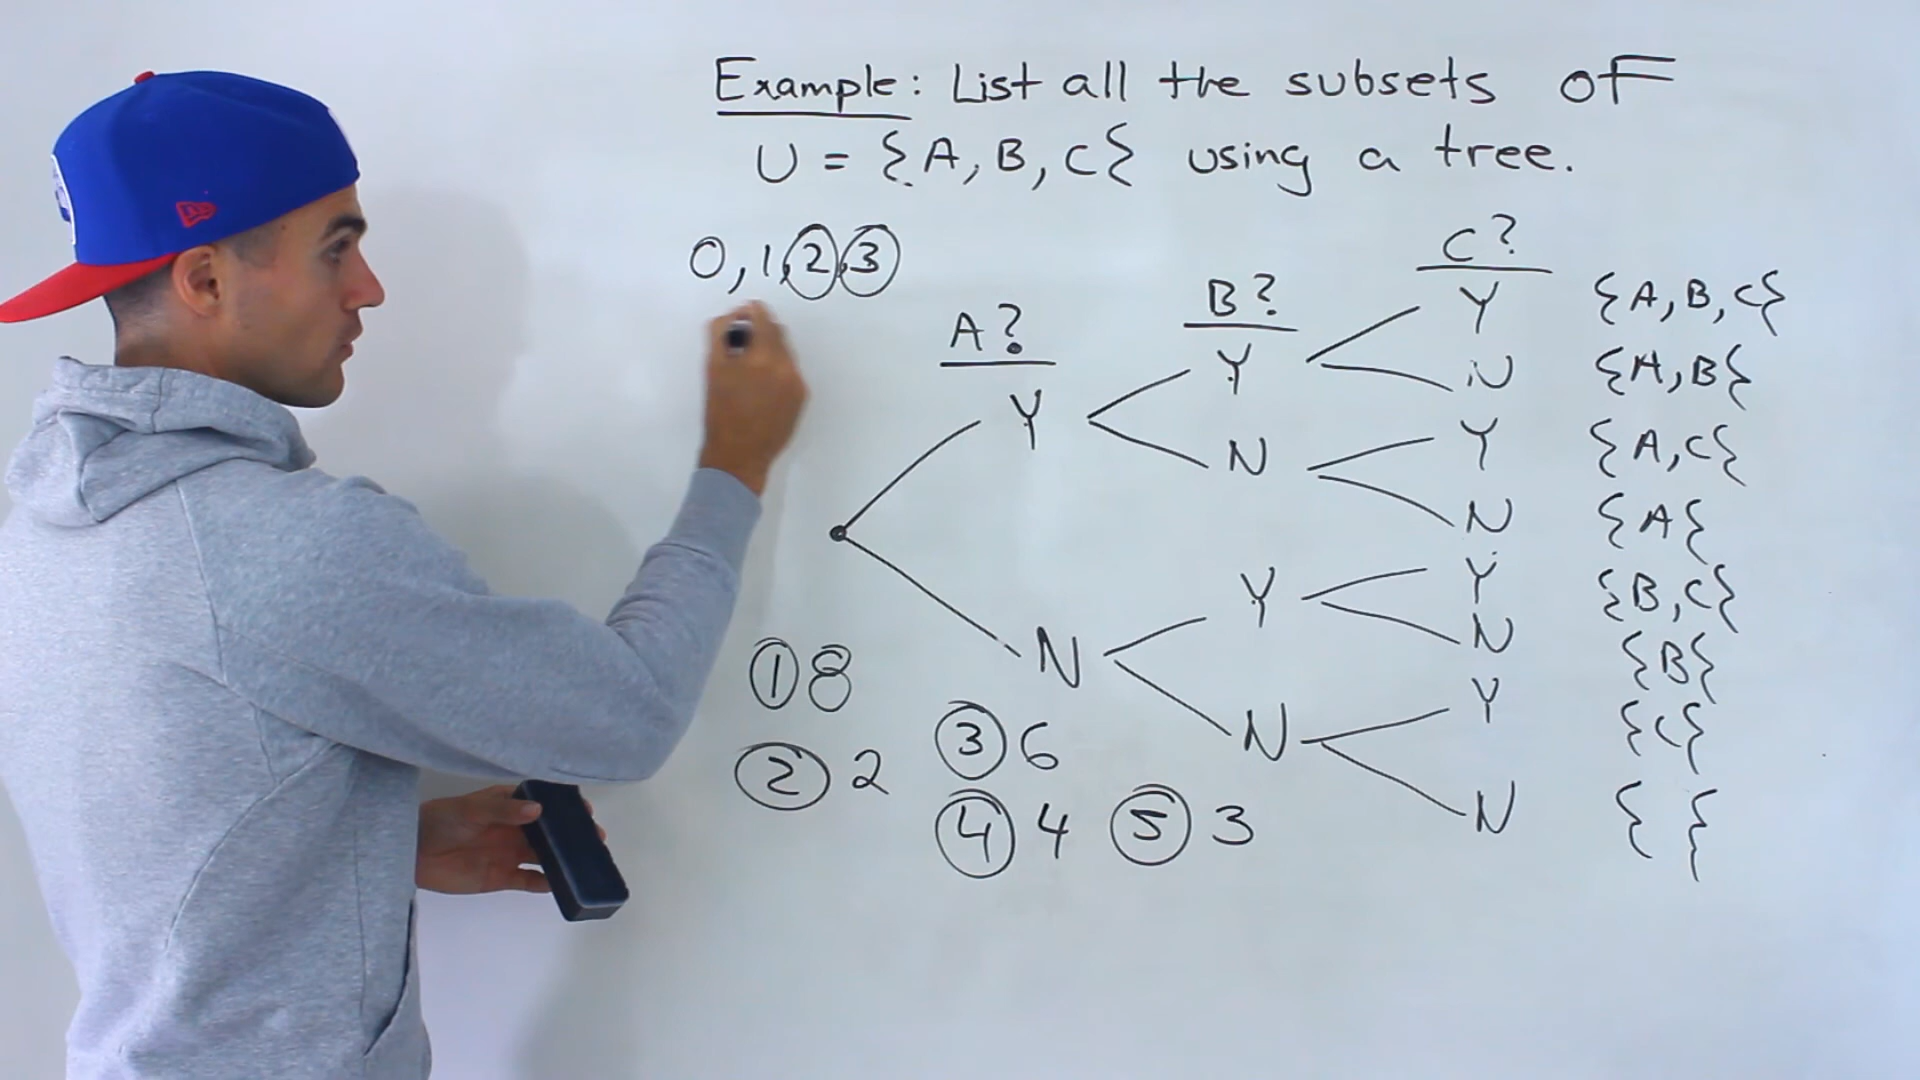 Example: List all the subsets of
U = {A, B, C} using a tree.
0, 1, 2, 3
A?
B?
C?
Y
N
Y
N
Y
N
Y
N
Y
N
Y
N
Y
N
{A, B, C}
{A, B}
{A, C}
{A}
{B, C}
{B}
{C}
{ }
① 8
② 2
③ 6
④ 4
⑤ 3